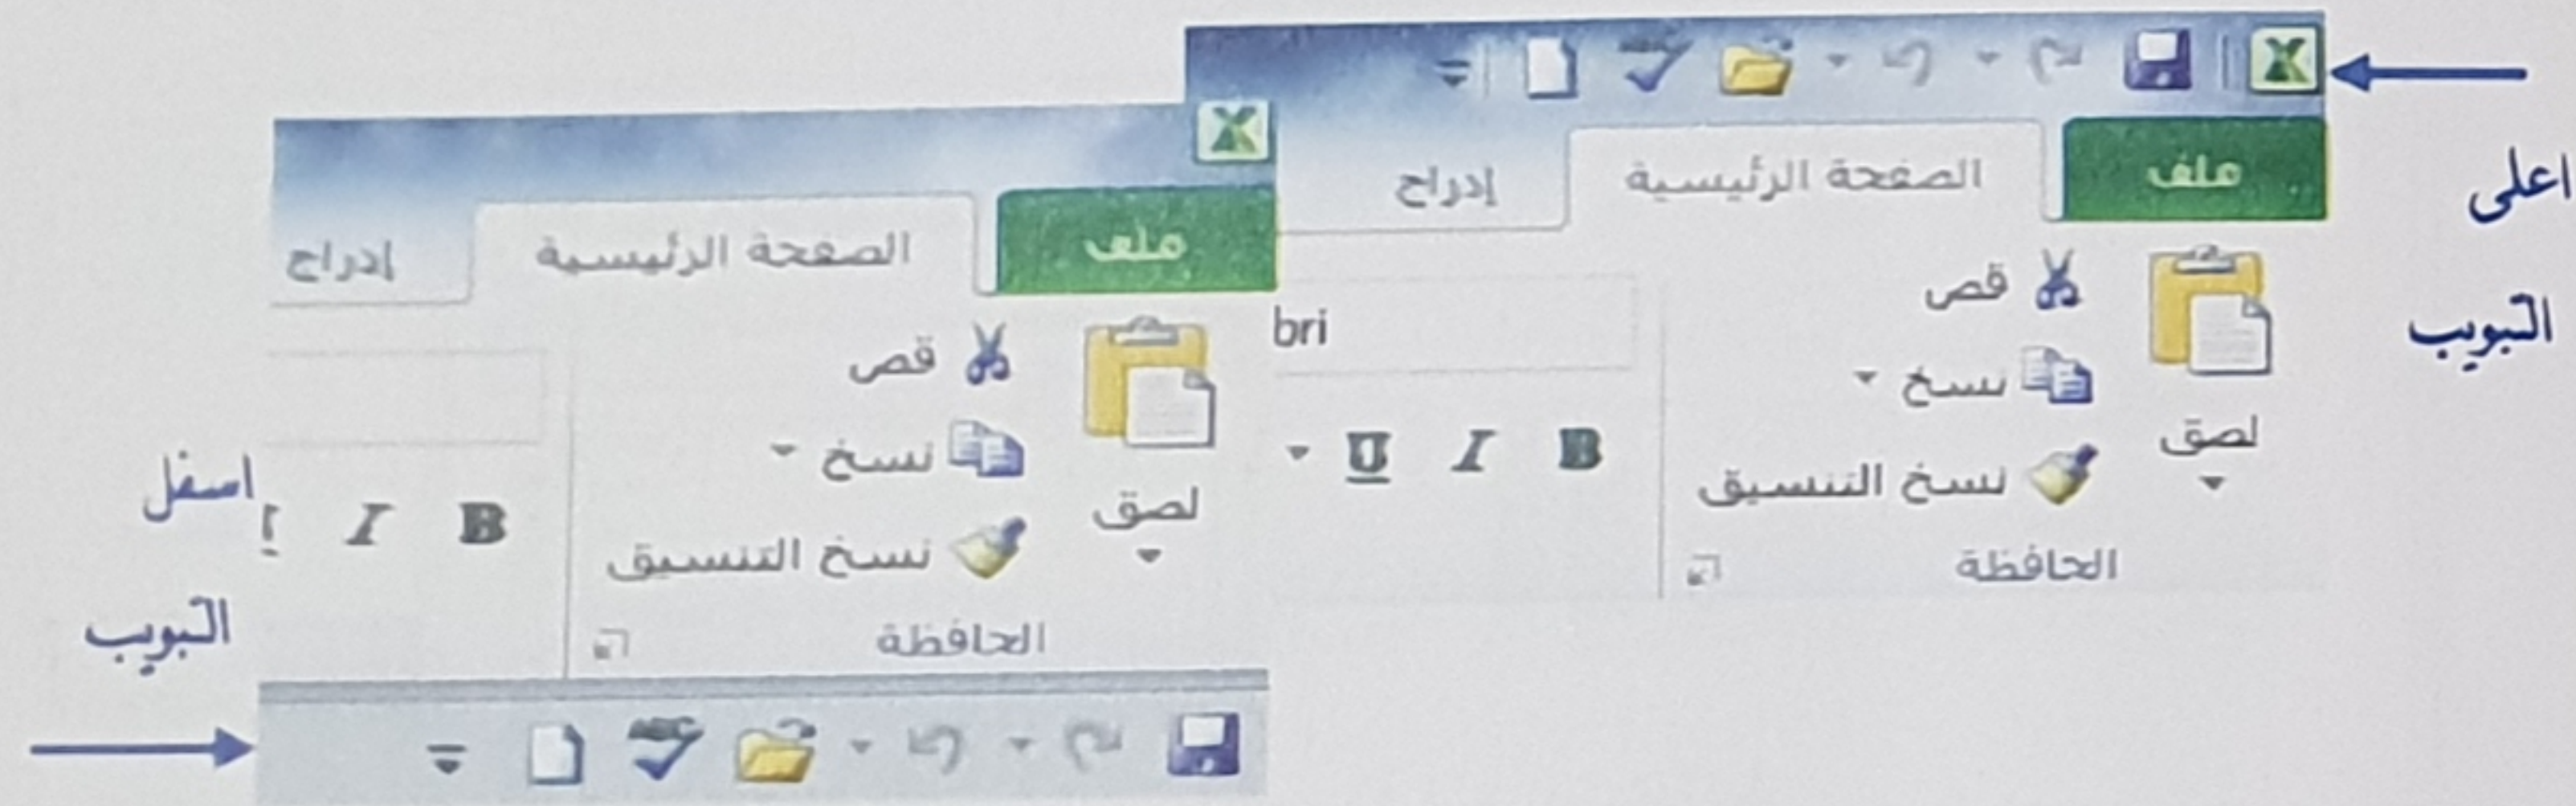 اعلى
التبويب
ملف
الصفحة الرئيسية
إدراج
قص
نسخ
نسخ التنسيق
لصق
الحافظة
bri
B I U
ملف
الصفحة الرئيسية
إدراج
قص
نسخ
نسخ التنسيق
لصق
الحافظة
B I
اسفل
التبويب